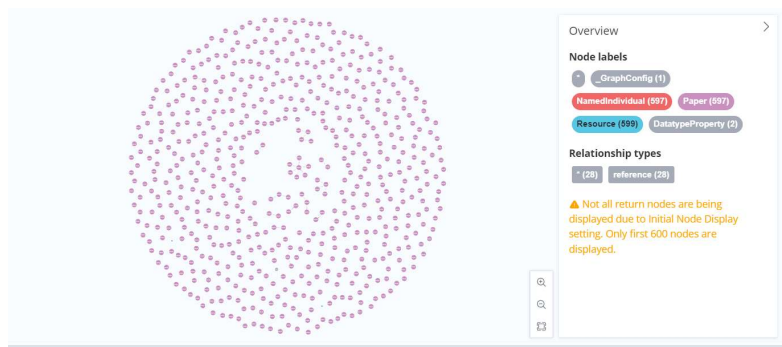 Overview
Node labels
* _GraphConfig (1)
NamedIndividual (597) Paper (597)
Resource (599) DatatypeProperty (2)
Relationship types
* (28) reference (28)
Not all return nodes are being
displayed due to Initial Node Display
setting. Only first 600 nodes are
displayed.